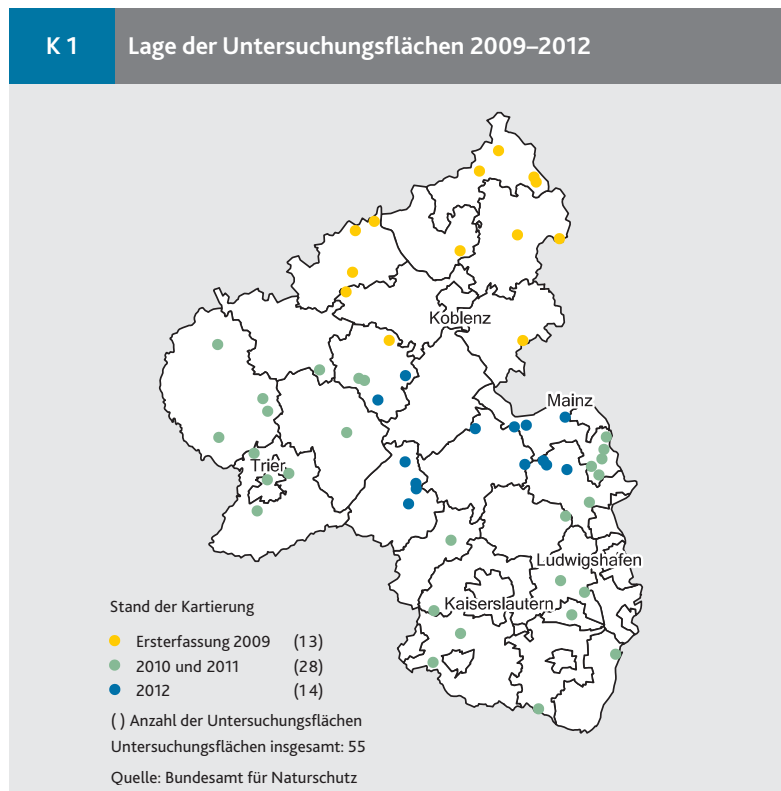 K 1
Lage der Untersuchungsflächen 2009–2012
Koblenz
Mainz
Trier
Ludwigshafen
Kaiserslautern
Stand der Kartierung
Ersterfassung 2009 (13)
2010 und 2011 (28)
2012 (14)
( ) Anzahl der Untersuchungsflächen
Untersuchungsflächen insgesamt: 55
Quelle: Bundesamt für Naturschutz